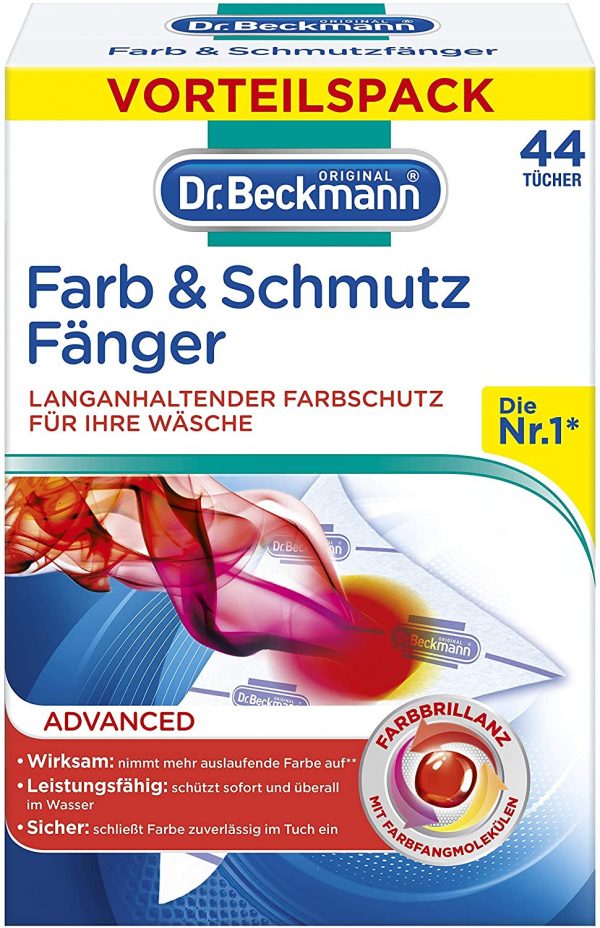 ORIGINAL
Dr.Beckmann
Farb & Schmutzfänger
VORTEILSPACK
ORIGINAL ®
Dr.Beckmann
44
TÜCHER
Farb & Schmutz
Fänger
LANGANHALTENDER FARBSCHUTZ
FÜR IHRE WÄSCHE
Die
Nr.1*
Dr.Beckmann
ORIGINAL
Dr.Beckmann
Dr.Beckmann
ADVANCED
• Wirksam: nimmt mehr auslaufende Farbe auf**
• Leistungsfähig: schützt sofort und überall
im Wasser
• Sicher: schließt Farbe zuverlässig im Tuch ein
FARBBRILLANZ
MIT FARBFANGMOLEKÜLEN